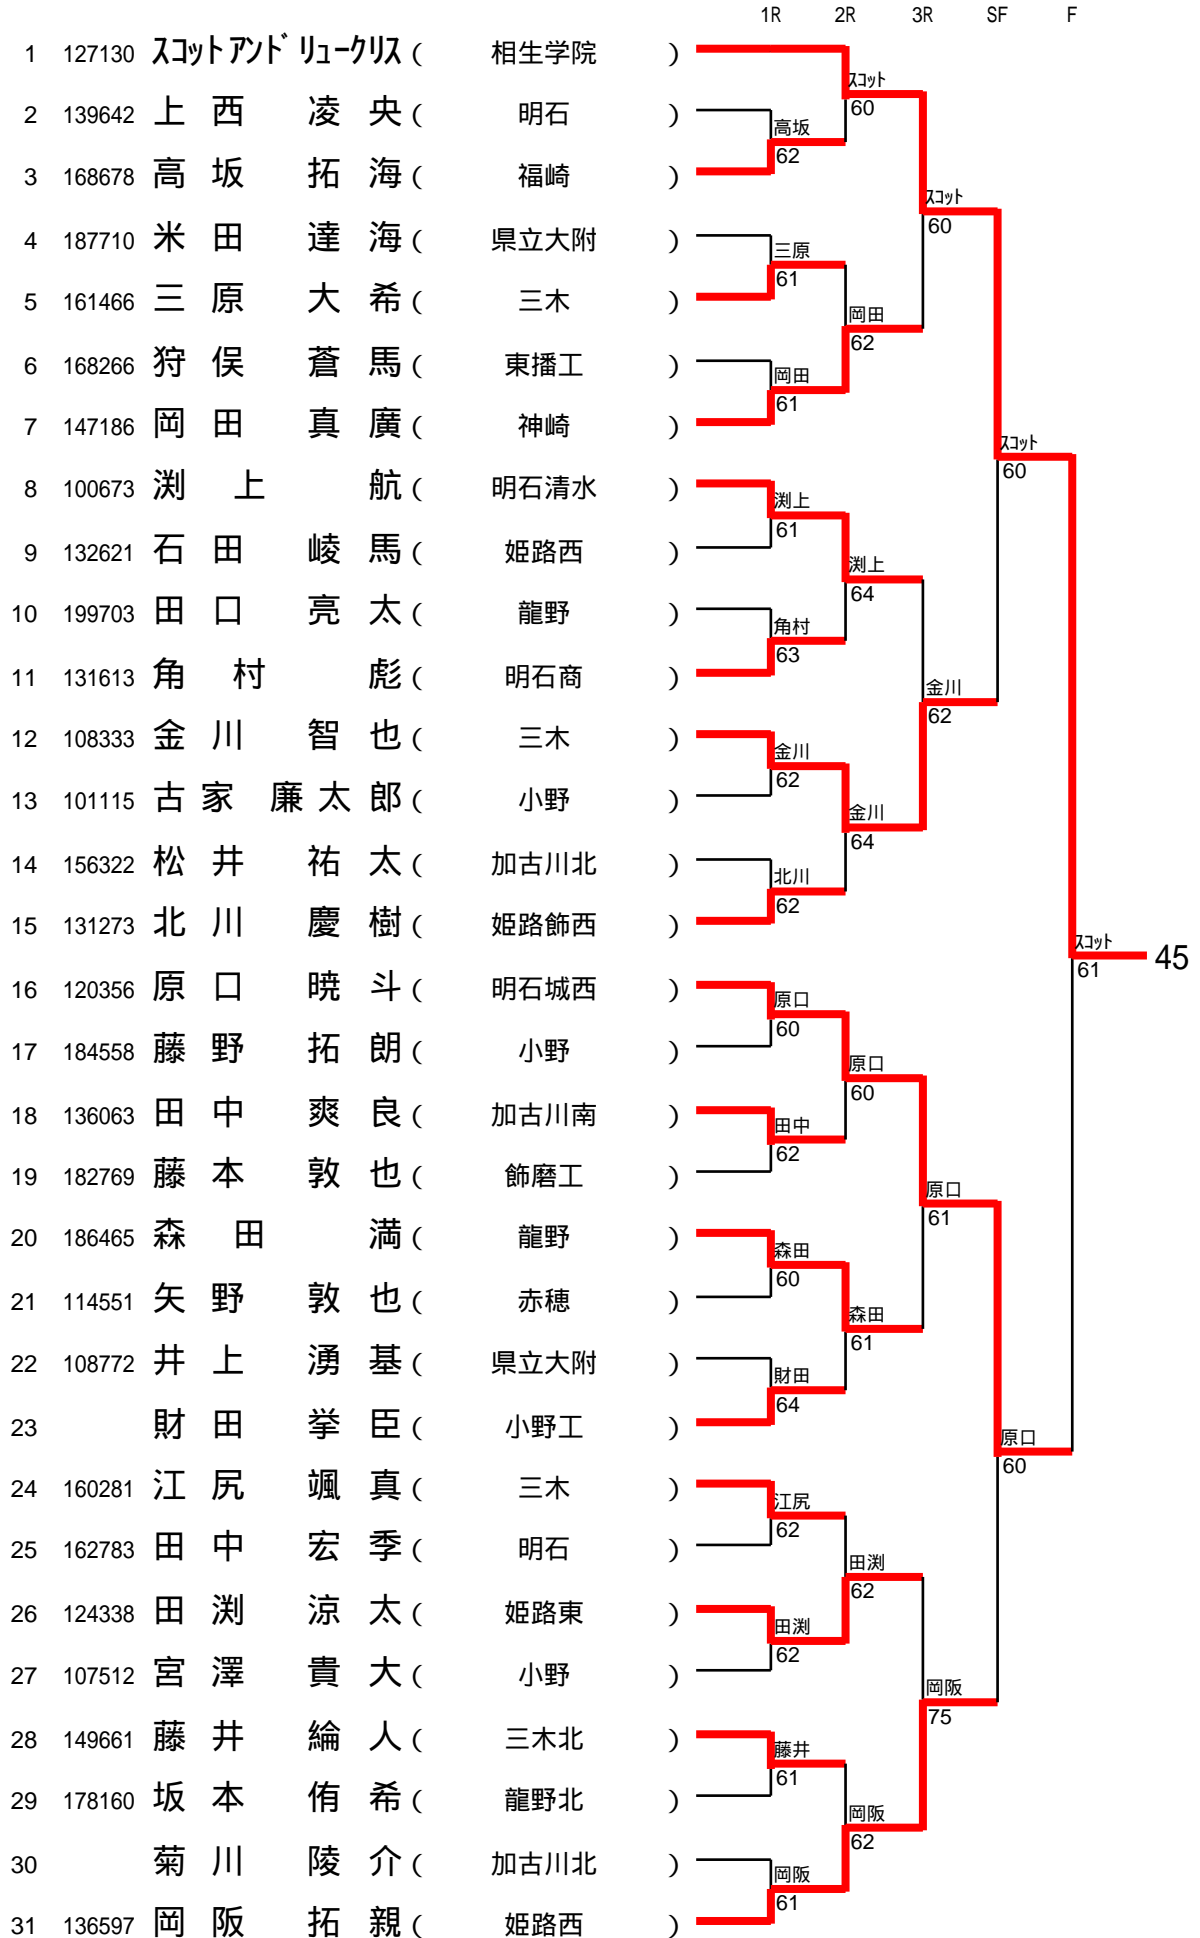 1R 2R 3R SF F
1 127130 スコットアンドリュークリス ( 相生学院 )
スコット
60
2 139642 上西 凌央 ( 明石 )
高坂
62
3 168678 高坂 拓海 ( 福崎 )
スコット
60
4 187710 米田 達海 ( 県立大附 )
三原
61
5 161466 三原 大希 ( 三木 )
岡田
62
6 168266 狩俣 蒼馬 ( 東播工 )
岡田
61
7 147186 岡田 真廣 ( 神崎 )
スコット
60
8 100673 渕上 航 ( 明石清水 )
渕上
61
9 132621 石田 崚馬 ( 姫路西 )
渕上
64
10 199703 田口 亮太 ( 龍野 )
角村
63
11 131613 角村 彪 ( 明石商 )
金川
62
12 108333 金川 智也 ( 三木 )
金川
62
13 101115 古家 廉太郎 ( 小野 )
金川
64
14 156322 松井 祐太 ( 加古川北 )
北川
62
15 131273 北川 慶樹 ( 姫路飾西 )
スコット 45
61
16 120356 原口 暁斗 ( 明石城西 )
原口
60
17 184558 藤野 拓朗 ( 小野 )
原口
60
18 136063 田中 爽良 ( 加古川南 )
田中
62
19 182769 藤本 敦也 ( 飾磨工 )
原口
61
20 186465 森田 満 ( 龍野 )
森田
60
21 114551 矢野 敦也 ( 赤穂 )
森田
61
22 108772 井上 湧基 ( 県立大附 )
財田
64
23 財田 挙臣 ( 小野工 )
原口
60
24 160281 江尻 颯真 ( 三木 )
江尻
62
25 162783 田中 宏季 ( 明石 )
田渕
62
26 124338 田渕 涼太 ( 姫路東 )
田渕
62
27 107512 宮澤 貴大 ( 小野 )
岡阪
75
28 149661 藤井 綸人 ( 三木北 )
藤井
61
29 178160 坂本 侑希 ( 龍野北 )
岡阪
62
30 菊川 陵介 ( 加古川北 )
岡阪
61
31 136597 岡阪 拓親 ( 姫路西 )